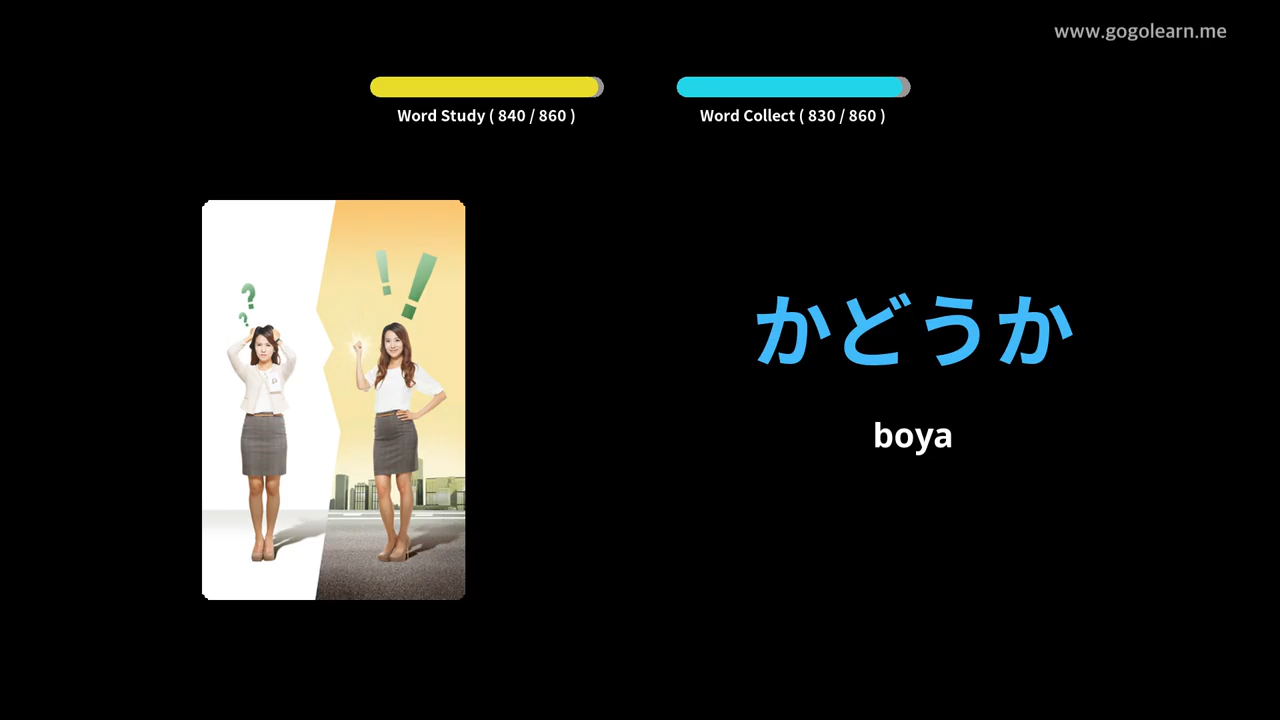 www.gogolearn.me
Word Study ( 840 / 860 )
Word Collect ( 830 / 860 )
? ?
! !
かどうか
boya